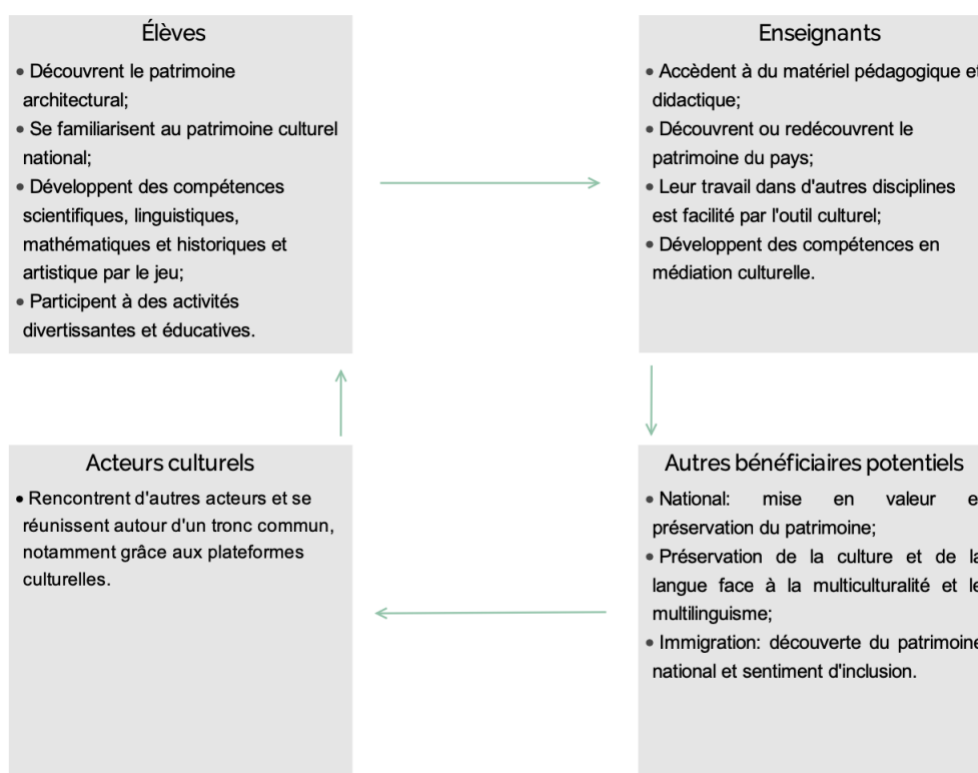 Élèves
• Découvrent le patrimoine
architectural;
• Se familiarisent au patrimoine culturel
national;
• Développent des compétences
scientifiques, linguistiques,
mathématiques et historiques et
artistique par le jeu;
• Participent à des activités
divertissantes et éducatives.
Enseignants
• Accèdent à du matériel pédagogique et
didactique;
• Découvrent ou redécouvrent le
patrimoine du pays;
• Leur travail dans d'autres disciplines
est facilité par l'outil culturel;
• Développent des compétences en
médiation culturelle.
Autres bénéficiaires potentiels
• National: mise en valeur e
préservation du patrimoine;
• Préservation de la culture et de la
langue face à la multiculturalité et le
multilinguisme;
• Immigration: découverte du patrimoine
national et sentiment d'inclusion.
Acteurs culturels
• Rencontrent d'autres acteurs et se
réunissent autour d'un tronc commun,
notamment grâce aux plateformes
culturelles.